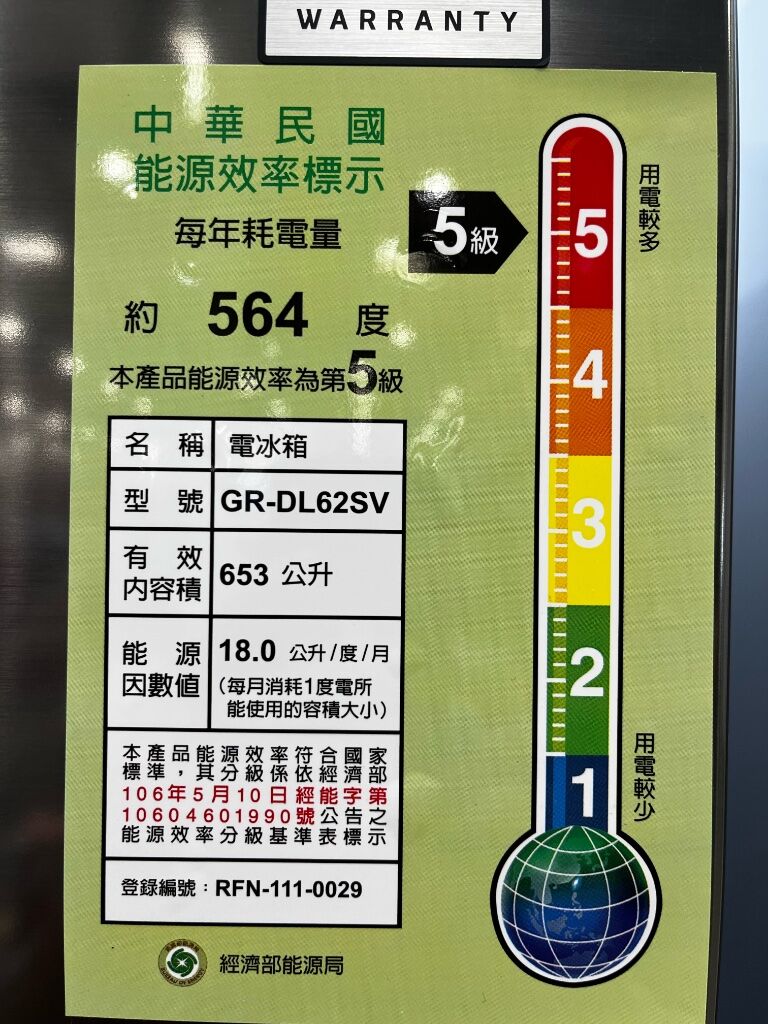 WARRANTY
中華民國
能源效率標示
每年耗電量
5級
約 564 度
本產品能源效率為第5級
名稱 電冰箱
型號 GR-DL62SV
有效
內容積 653 公升
能源
因數值 18.0 公升/度/月
(每月消耗1度電所
能使用的容積大小)
本產品能源效率符合國家
標準，其分級係依經濟部
106年5月10日經能字第
10604601990號公告之
能源效率分級基準表標示
登錄編號：RFN-111-0029
經濟部能源局
用電較多
5
4
3
2
1
用電較少